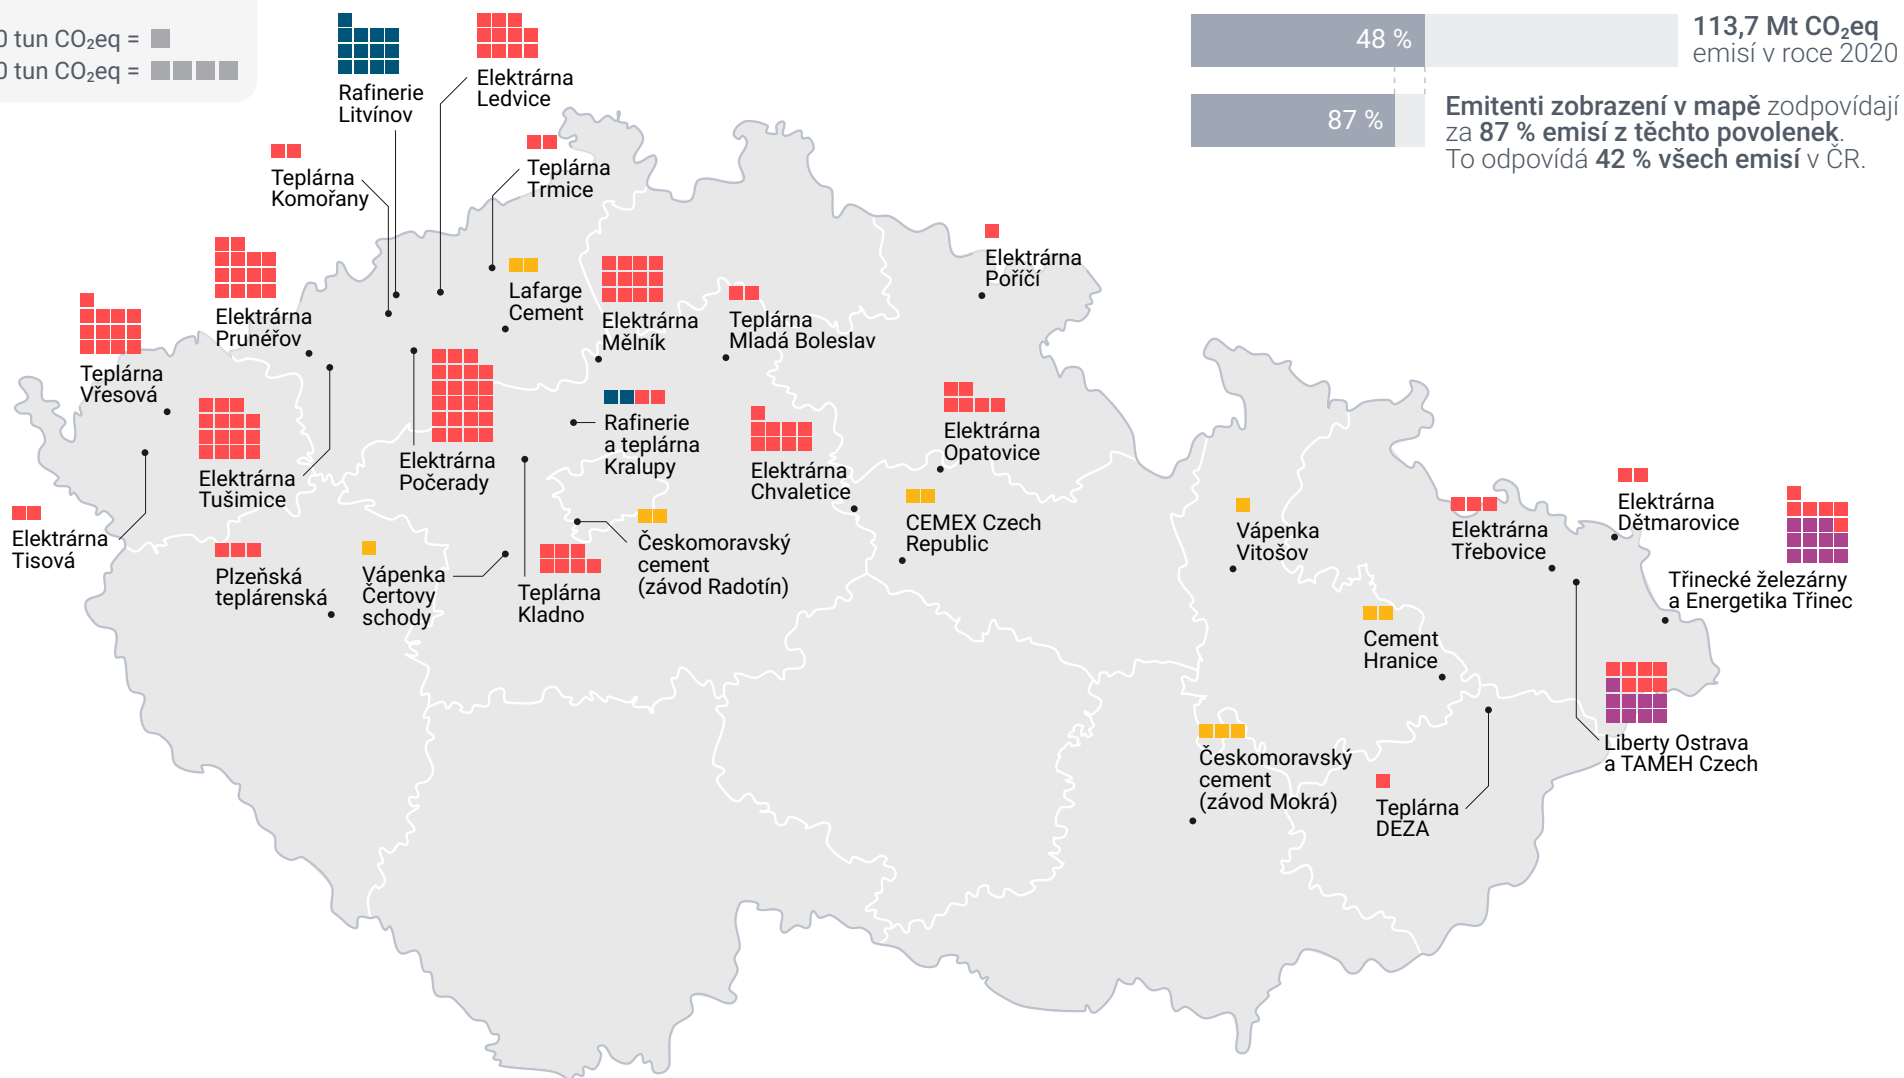 0 tun CO₂eq =
0 tun CO₂eq =
48 %
113,7 Mt CO₂eq
emisí v roce 2020
87 %
Emitenti zobrazení v mapě zodpovídají
za 87 % emisí z těchto povolenek.
To odpovídá 42 % všech emisí v ČR.
Rafinerie
Litvínov
Elektrárna
Ledvice
Teplárna
Komořany
Teplárna
Trmice
Elektrárna
Poříčí
Elektrárna
Prunéřov
Lafarge
Cement
Elektrárna
Mělník
Teplárna
Mladá Boleslav
Teplárna
Vřesová
Elektrárna
Tušimice
Elektrárna
Počerady
Rafinerie
a teplárna
Kralupy
Elektrárna
Chvaletice
Elektrárna
Opatovice
Elektrárna
Tisová
Plzeňská
teplárenská
Vápenka
Čertovy
schody
Teplárna
Kladno
Českomoravský
cement
(závod Radotín)
CEMEX Czech
Republic
Vápenka
Vitošov
Elektrárna
Třebovice
Elektrárna
Dětmarovice
Třinecké železárny
a Energetika Třinec
Cement
Hranice
Českomoravský
cement
(závod Mokrá)
Teplárna
DEZA
Liberty Ostrava
a TAMEH Czech